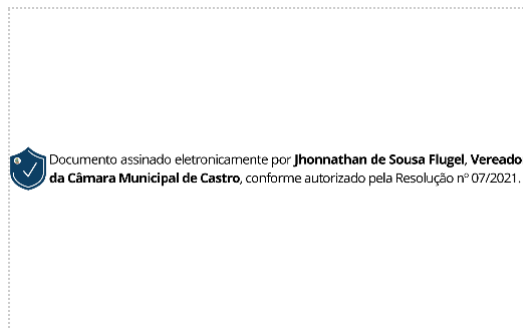 Documento assinado eletronicamente por Jhonnathan de Sousa Flugel, Vereado
da Câmara Municipal de Castro, conforme autorizado pela Resolução nº 07/2021.